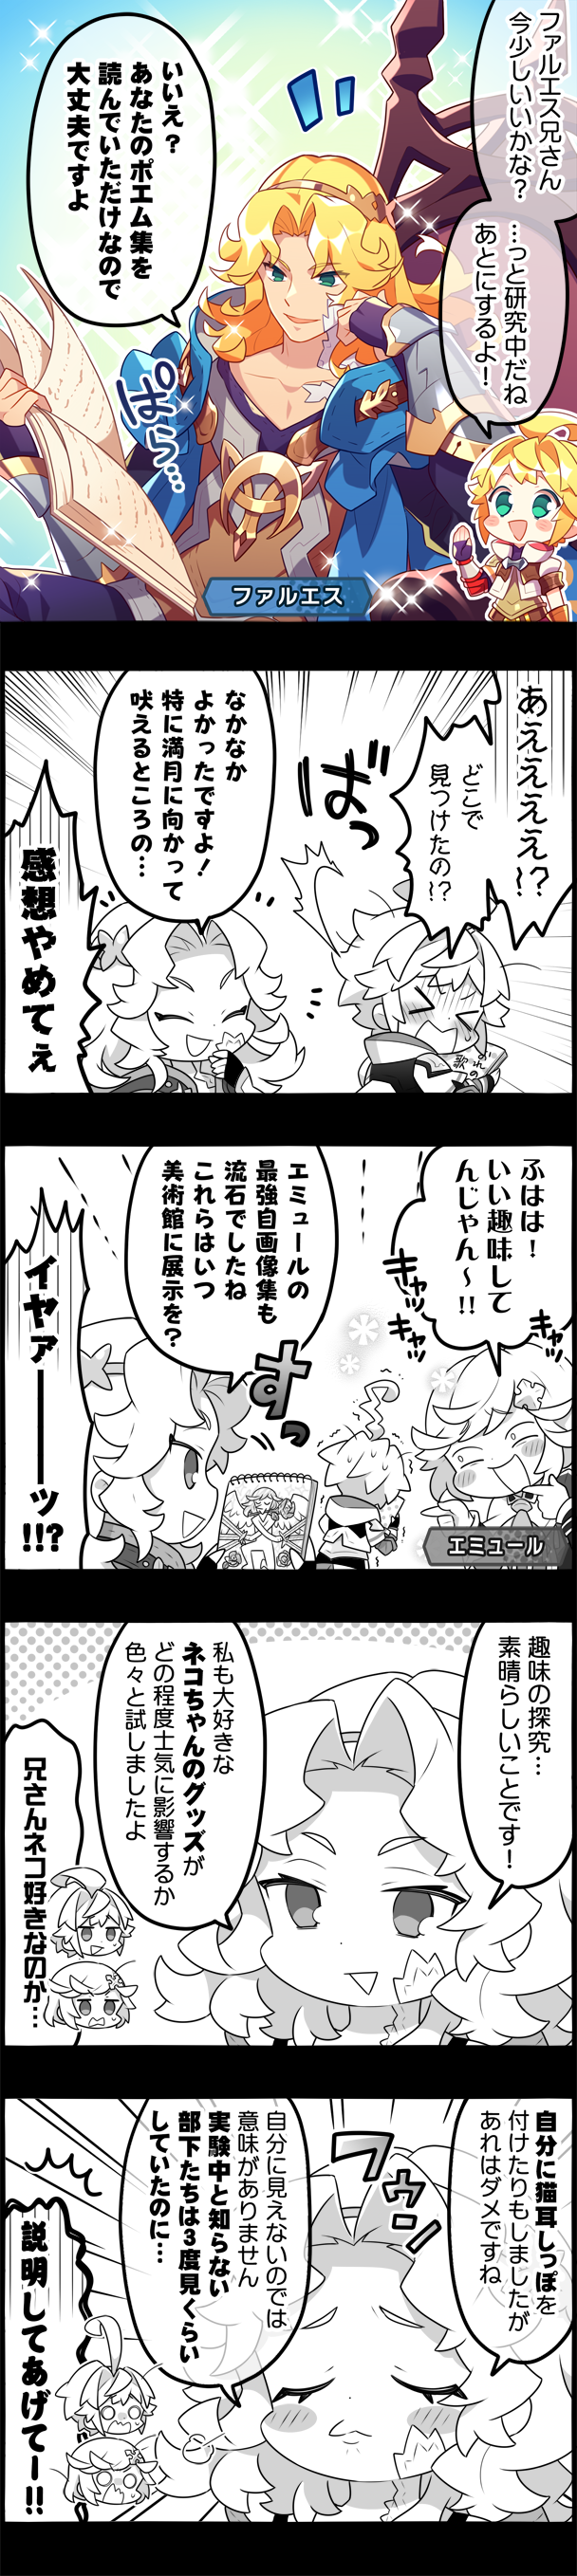 ファルエス兄さん
今少しいいかな？
…っと研究中だね
あとにするよ！
いいえ？
あなたのポエム集を
読んでいただけなので
大丈夫ですよ
ぱら…
ファルエス
あええええ!?
どこで
見つけたの!?
ばっ
なかなか
よかったですよ！
特に満月に向かって
吠えるところの…
おれの
歌
感想やめてぇ
ふはは！
いい趣味して
んじゃん～!!
キャッ
キャッ
エミュールの
最強自画像集も
流石でしたね
これらはいつ
美術館に展示を？
すっ
エミュール
イヤァーーーッ!!?
趣味の探究…
素晴らしいことです！
私も大好きな
ネコちゃんのグッズが
どの程度士気に影響するか
色々と試しましたよ
兄さんネコ好きなのか…
自分に猫耳しっぽを
付けたりもしましたが
あれはダメですね
フゥン
自分に見えないのでは
意味がありません
実験中と知らない
部下たちは3度見くらい
していたのに…
説明してあげてー!!